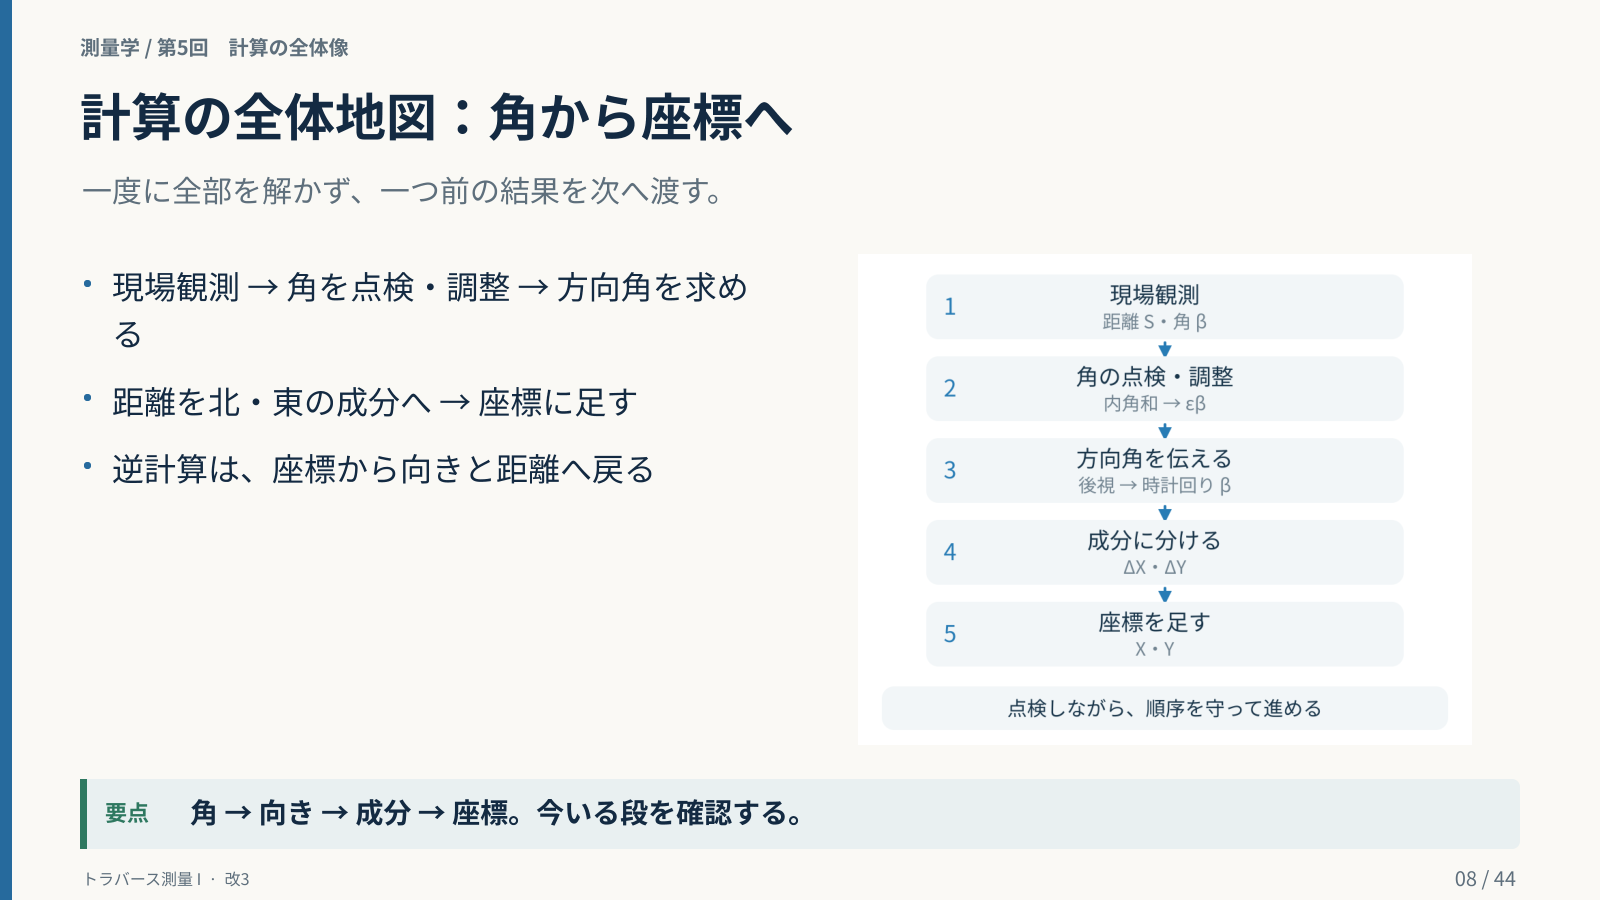 測量学 / 第5回　計算の全体像
計算の全体地図：角から座標へ
一度に全部を解かず、一つ前の結果を次へ渡す。
• 現場観測 → 角を点検・調整 → 方向角を求め
る
• 距離を北・東の成分へ → 座標に足す
• 逆計算は、座標から向きと距離へ戻る
1 現場観測
距離 S・角 β
2 角の点検・調整
内角和 → εβ
3 方向角を伝える
後視 → 時計回り β
4 成分に分ける
ΔX・ΔY
5 座標を足す
X・Y
点検しながら、順序を守って進める
要点 角 → 向き → 成分 → 座標。今いる段を確認する。
トラバース測量 I · 改3
08 / 44